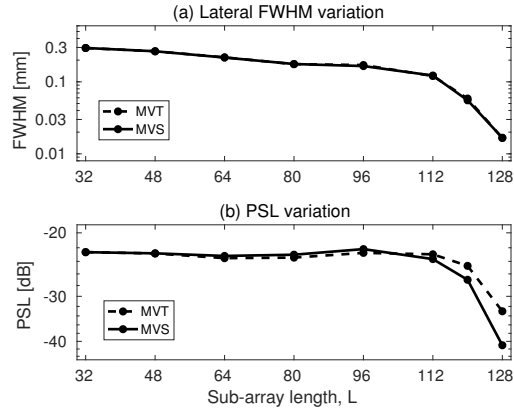 (a) Lateral FWHM variation
FWHM [mm]
0.3
0.1
0.03
0.01
MVT
MVS
32 48 64 80 96 112 128
(b) PSL variation
PSL [dB]
-20
-30
-40
MVT
MVS
32 48 64 80 96 112 128
Sub-array length, L